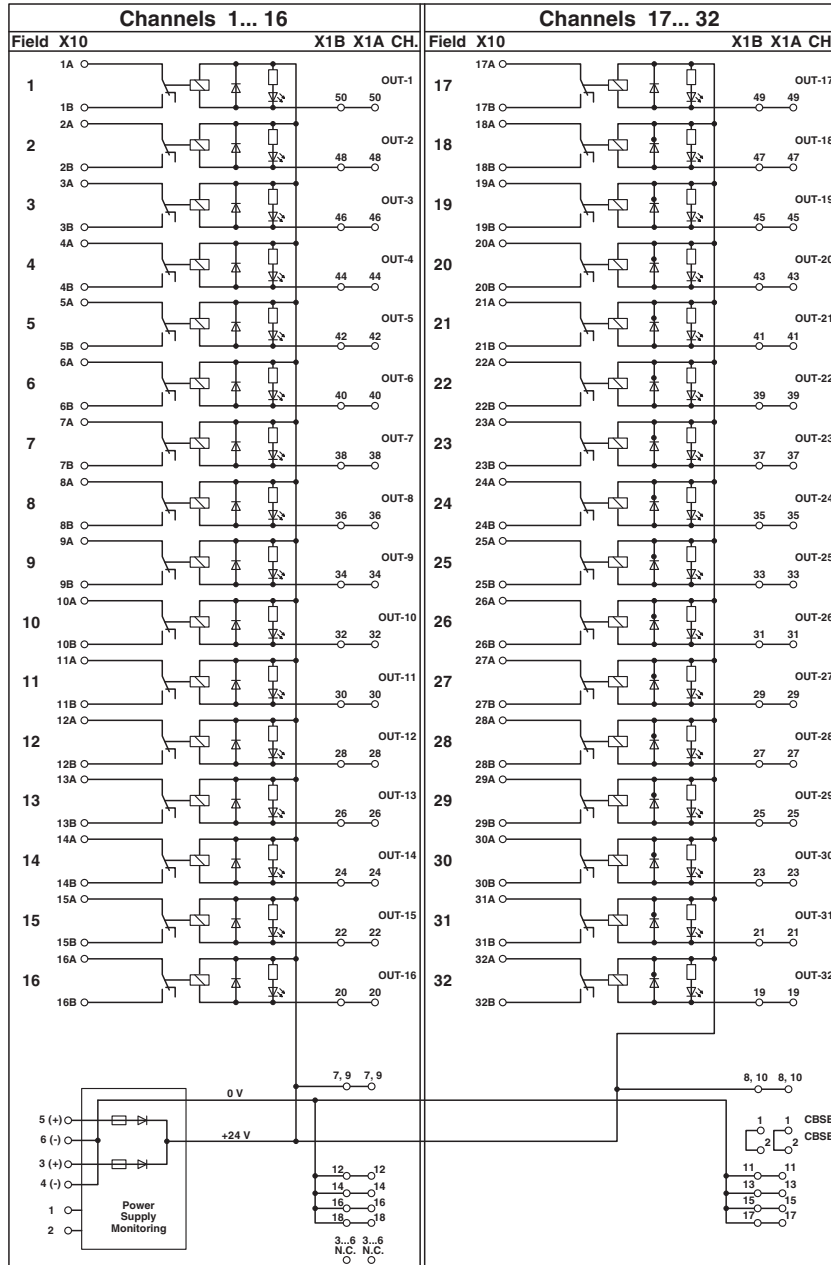 Channels 1... 16
Field X10 X1B X1A CH.
1A
1 OUT-1
50 50
1B
2A
2 OUT-2
48 48
2B
3A
3 OUT-3
46 46
3B
4A
4 OUT-4
44 44
4B
5A
5 OUT-5
42 42
5B
6A
6 OUT-6
40 40
6B
7A
7 OUT-7
38 38
7B
8A
8 OUT-8
36 36
8B
9A
9 OUT-9
34 34
9B
10A
10 OUT-10
32 32
10B
11A
11 OUT-11
30 30
11B
12A
12 OUT-12
28 28
12B
13A
13 OUT-13
26 26
13B
14A
14 OUT-14
24 24
14B
15A
15 OUT-15
22 22
15B
16A
16 OUT-16
20 20
16B
7, 9 7, 9
0 V
5 (+)
6 (-)
+24 V
3 (+)
4 (-)
1
2
Power
Supply
Monitoring
12 12
14 14
16 16
18 18
3...6 3...6
N.C. N.C.
Channels 17... 32
Field X10 X1B X1A CH
17A
17 OUT-17
49 49
17B
18A
18 OUT-18
47 47
18B
19A
19 OUT-19
45 45
19B
20A
20 OUT-20
43 43
20B
21A
21 OUT-21
41 41
21B
22A
22 OUT-22
39 39
22B
23A
23 OUT-23
37 37
23B
24A
24 OUT-24
35 35
24B
25A
25 OUT-25
33 33
25B
26A
26 OUT-26
31 31
26B
27A
27 OUT-27
29 29
27B
28A
28 OUT-28
27 27
28B
29A
29 OUT-29
25 25
29B
30A
30 OUT-30
23 23
30B
31A
31 OUT-31
21 21
31B
32A
32 OUT-32
19 19
32B
8, 10 8, 10
1 1 CBSE
2 2 CBSE
11 11
13 13
15 15
17 17